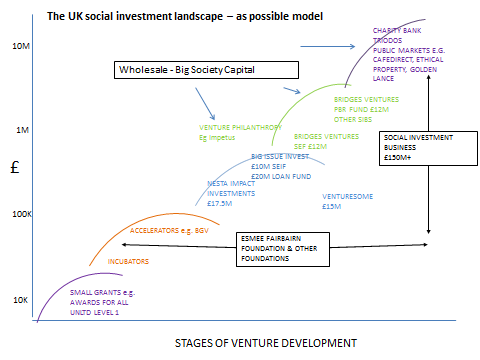 The UK social investment landscape – as possible model
10M
CHARITY BANK
TRIODOS
PUBLIC MARKETS E.G.
CAFEDIRECT, ETHICAL
PROPERTY, GOLDEN
LANCE
Wholesale - Big Society Capital
BRIDGES VENTURES
PBR FUND £12M
OTHER SIBS
1M
VENTURE PHILANTHROPY
Eg Impetus
BRIDGES VENTURES
SEF £12M
SOCIAL INVESTMENT
BUSINESS
£150M+
£
BIG ISSUE INVEST
£10M SEIF
£20M LOAN FUND
NESTA IMPACT
INVESTMENTS
£17.5M
VENTURESOME
£15M
100K
ACCELERATORS e.g. BGV
ESMEE FAIRBAIRN
FOUNDATION & OTHER
FOUNDATIONS
INCUBATORS
10K
SMALL GRANTS e.g.
AWARDS FOR ALL
UNLTD LEVEL 1
STAGES OF VENTURE DEVELOPMENT